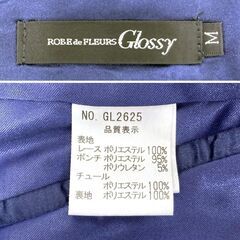 ROBE de FLEURS Glossy
M
NO. GL2625
品質表示
表地
レース ポリエステル 100%
ポンチ ポリエステル 95%
ポリウレタン 5%
チュール
ポリエステル 100%
裏地 ポリエステル 100%